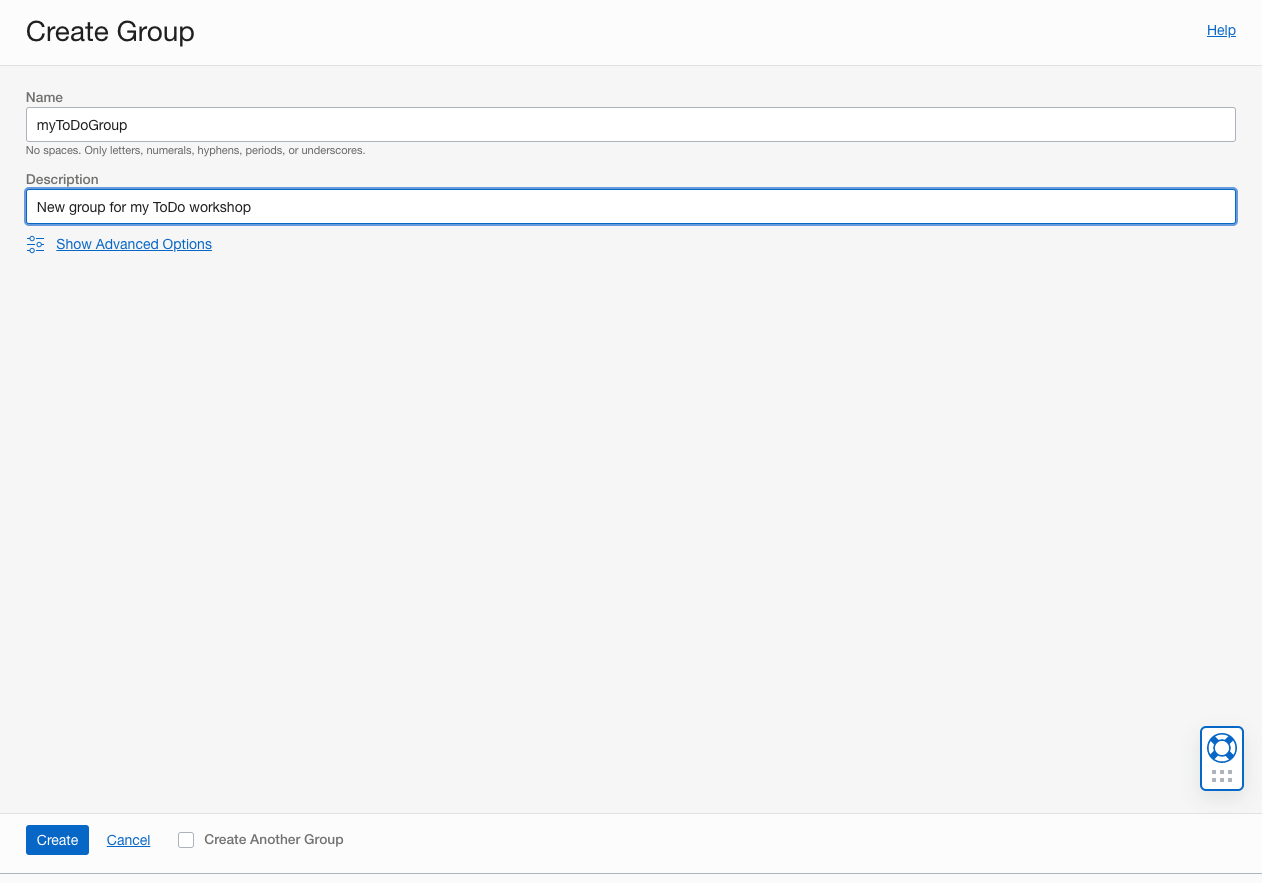 Create Group
Help
Name
myToDoGroup
No spaces. Only letters, numerals, hyphens, periods, or underscores.
Description
New group for my ToDo workshop
Show Advanced Options
Create
Cancel
Create Another Group